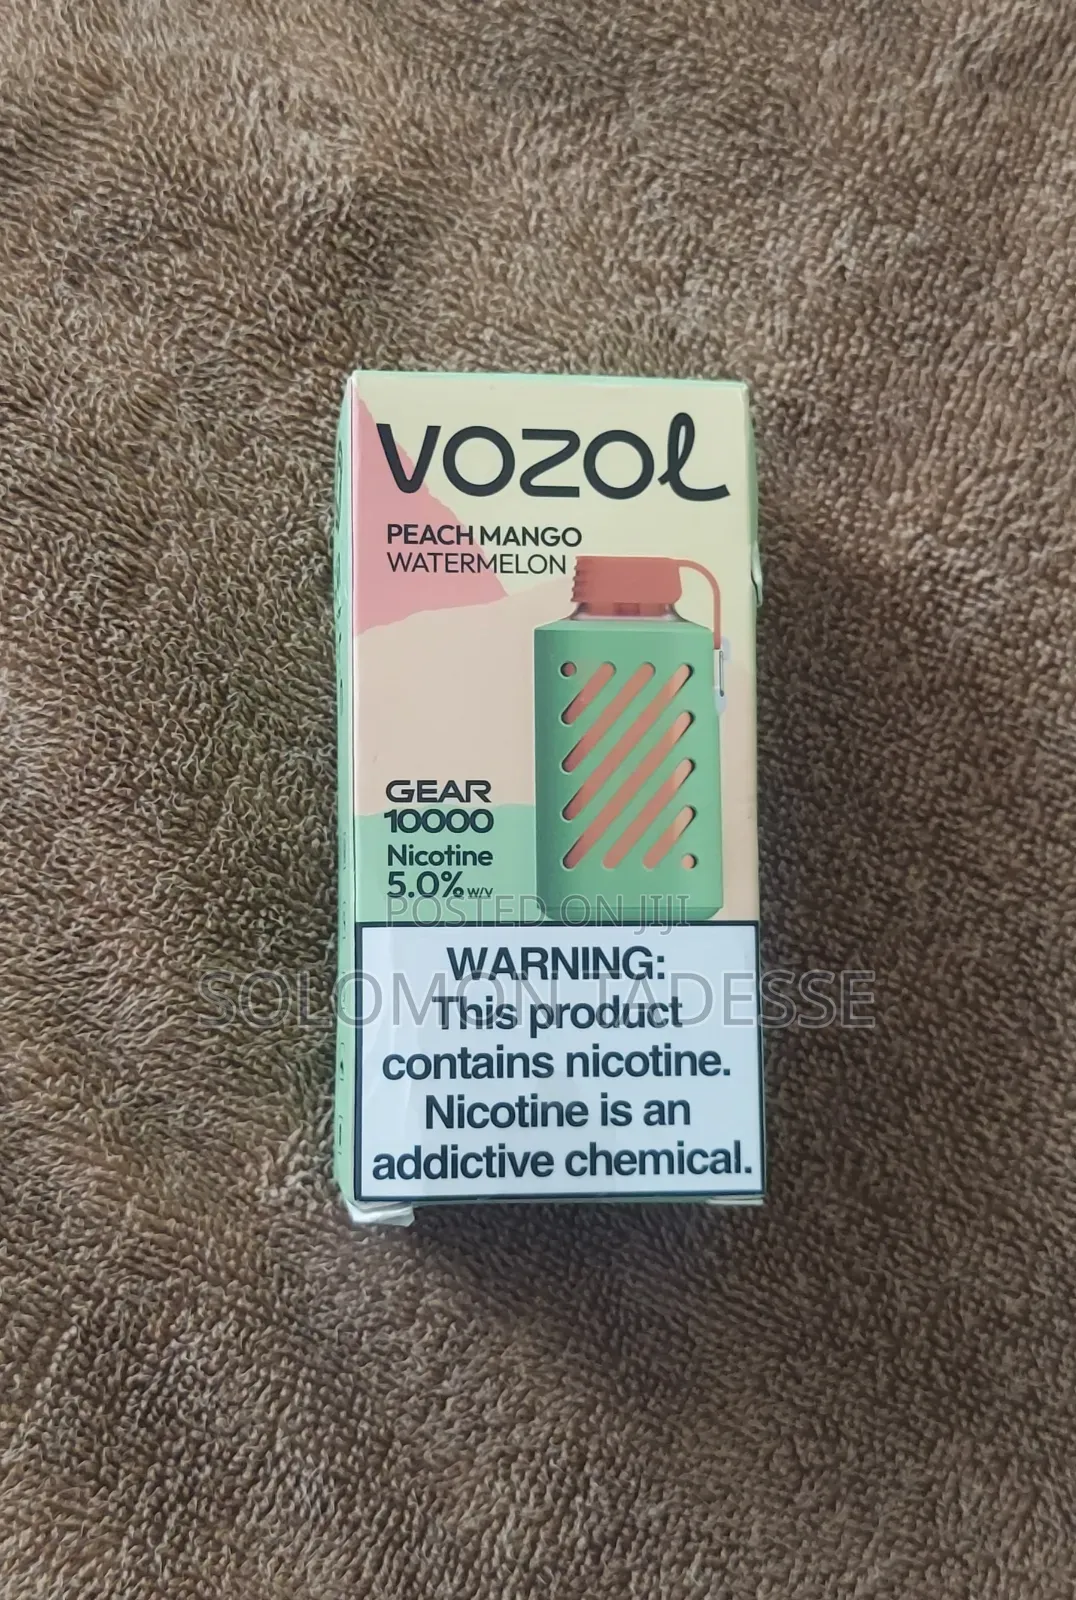 VOZOL
PEACH MANGO
WATERMELON
GEAR
10000
Nicotine
5.0% w/v
POSTED ON JIJI
WARNING:
SOLOMON TADESSE
This product
contains nicotine.
Nicotine is an
addictive chemical.